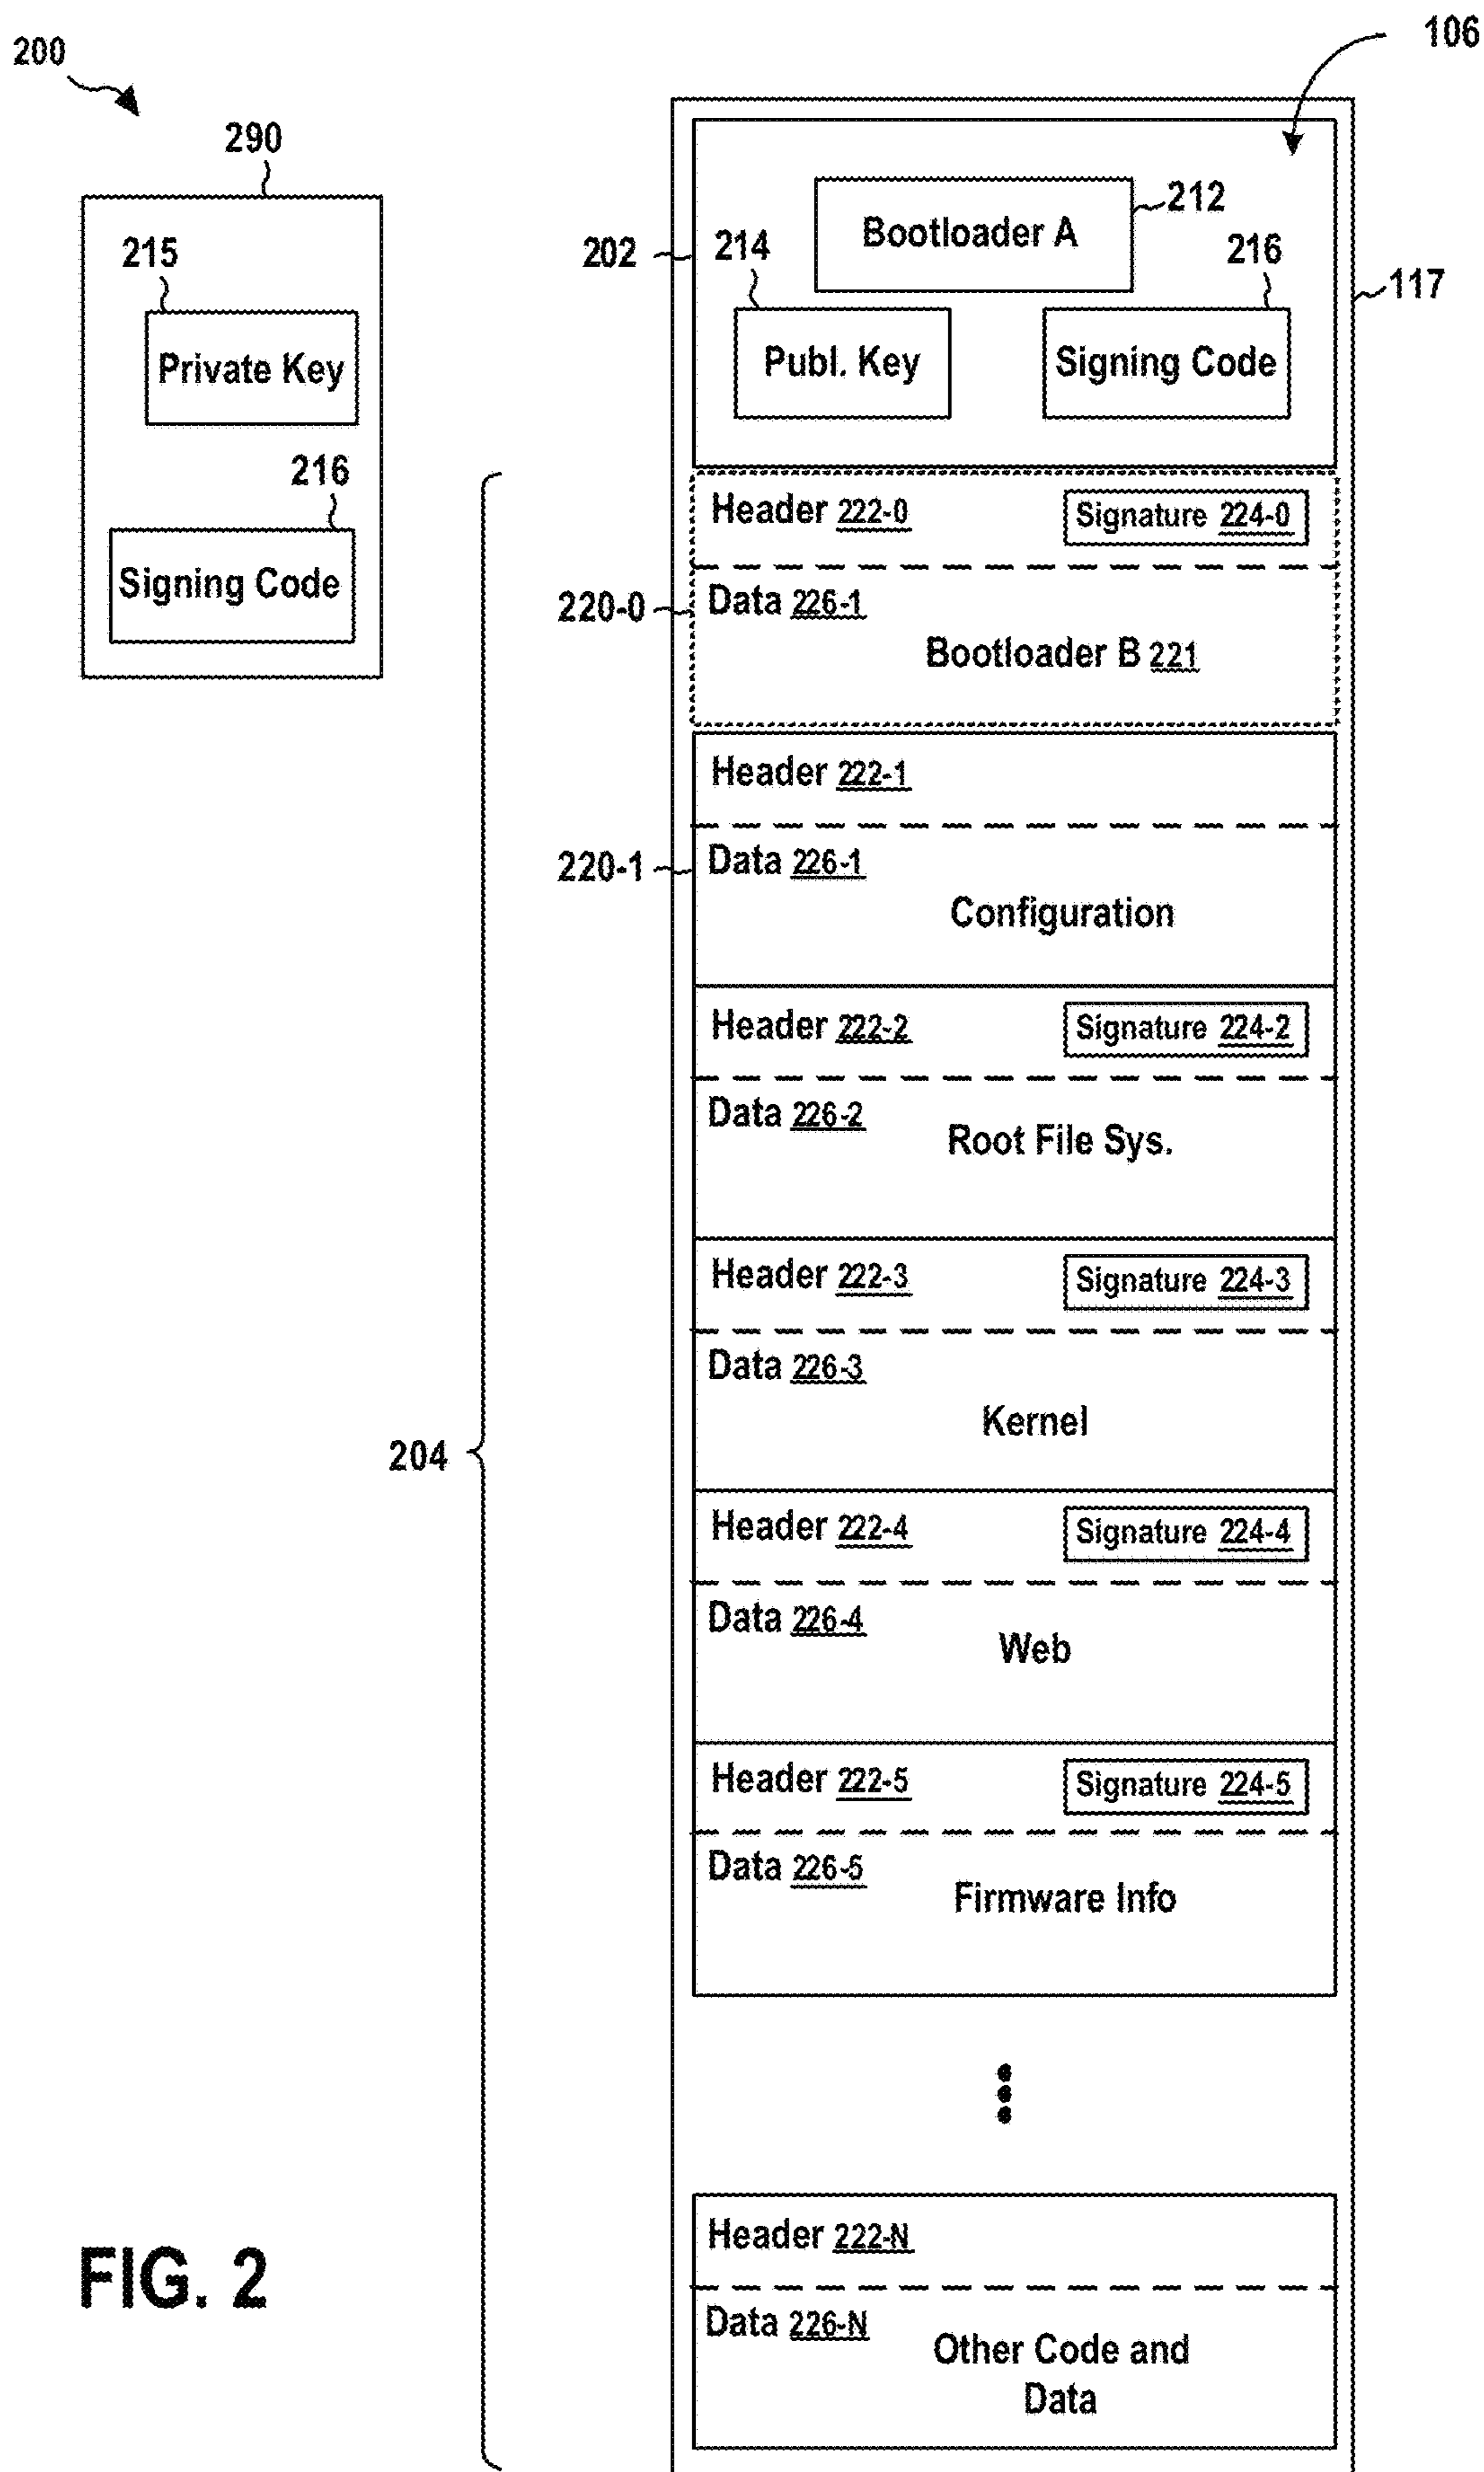 200
106
290
215
Private Key
216
Signing Code
202
Bootloader A
212
214
Publ. Key
216
Signing Code
117
204
Header 222-0
Signature 224-0
220-0
Data 226-1
Bootloader B 221
Header 222-1
220-1
Data 226-1
Configuration
Header 222-2
Signature 224-2
Data 226-2
Root File Sys.
Header 222-3
Signature 224-3
Data 226-3
Kernel
Header 222-4
Signature 224-4
Data 226-4
Web
Header 222-5
Signature 224-5
Data 226-5
Firmware Info
Header 222-N
Data 226-N
Other Code and
Data
FIG. 2